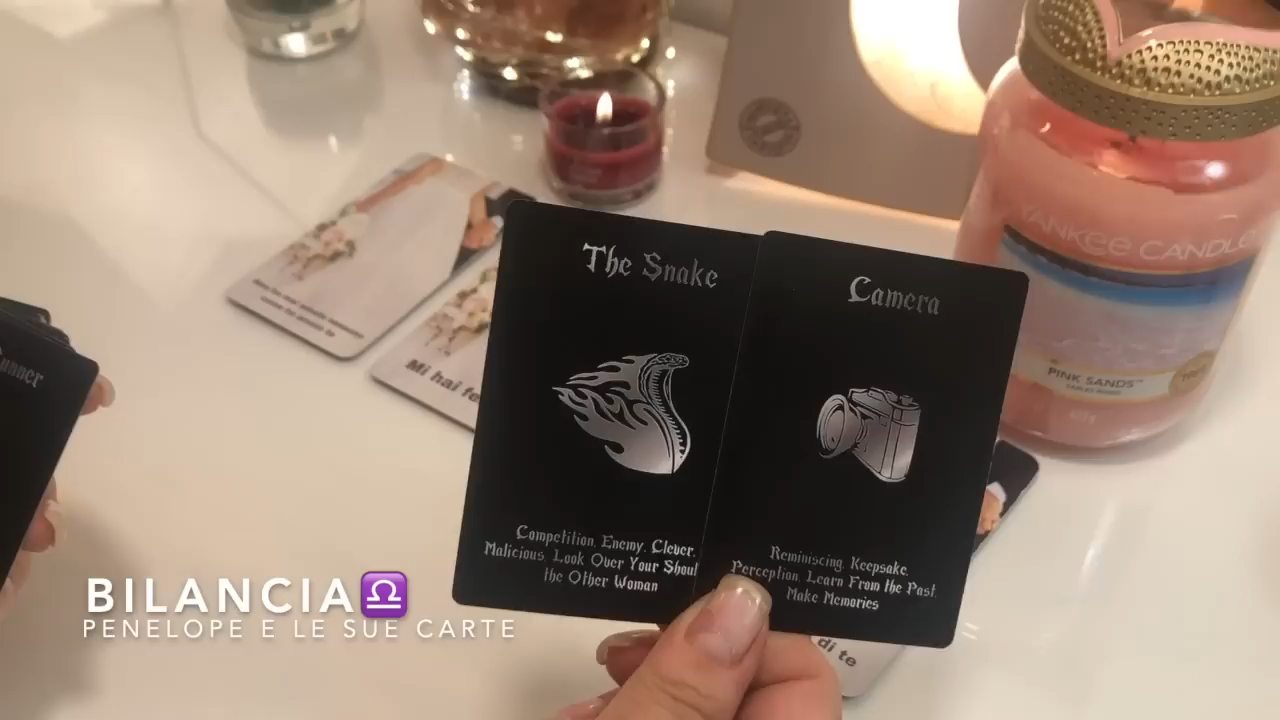 The Snake
Competition, Enemy, Clever,
Malicious, Look Over Your Shoul
the Other Woman
Camera
Reminiscing, Keepsake,
Perception, Learn From the Past,
Make Memories
Mi hai fe
di te
YANKEE CANDLE
PINK SANDS™
BILANCIA♎
PENELOPE E LE SUE CARTE